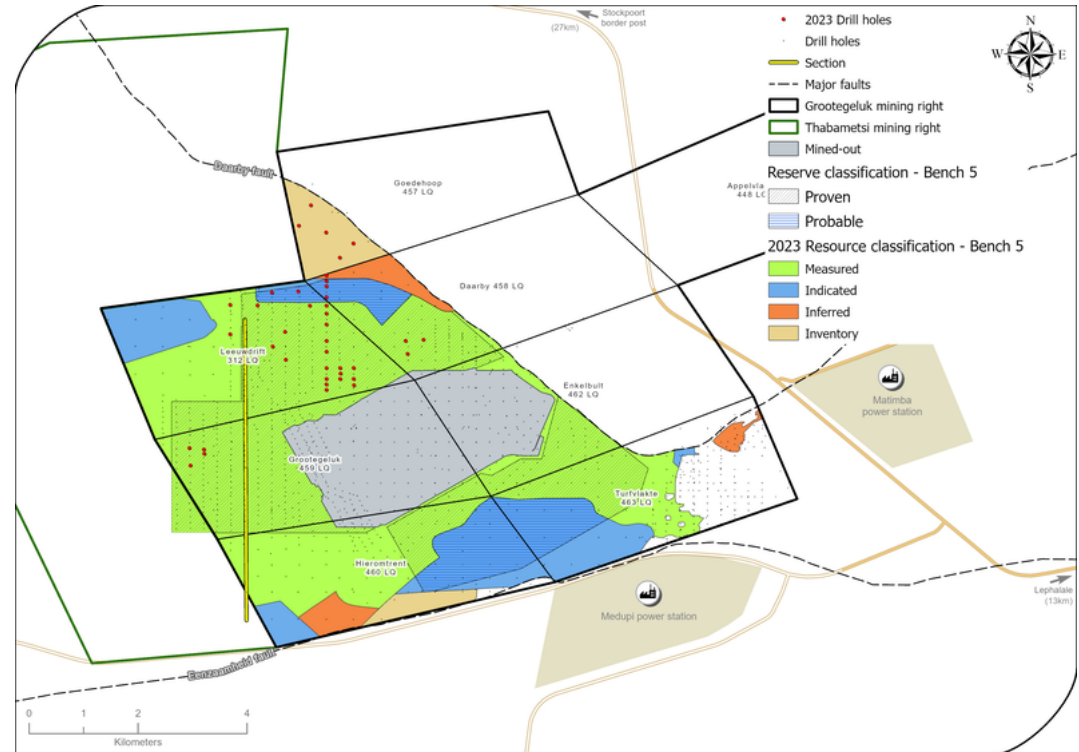 Stockpoort
border post
(27km)
2023 Drill holes
Drill holes
Section
Major faults
Grootegeluk mining right
Thabametsi mining right
Mined-out
Reserve classification - Bench 5
Proven
Probable
2023 Resource classification - Bench 5
Measured
Indicated
Inferred
Inventory
N
W E
S
Daarby fault
Goedehoop
457 LQ
448
Daarby 458 LQ
Leeuwdrift
312 LQ
Enkelbult
462 LQ
Matimba
power station
Grootegeluk
459 LQ
Turfvlakte
463 LQ
Hieromtrent
460 LQ
Medupi power station
Lephalale
(13km)
Eenzaamheid fault
0 1 2 4
Kilometers